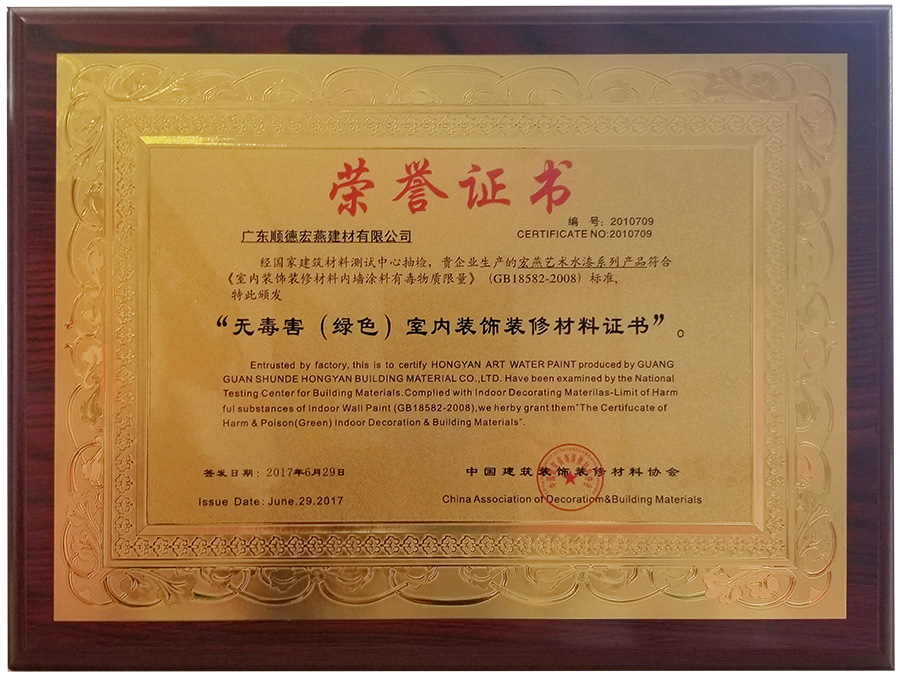 荣誉证书
编 号：2010709
CERTIFICATE NO:2010709
广东顺德宏燕建材有限公司
经国家建筑材料测试中心抽检，贵企业生产的宏燕艺术水漆系列产品符合
《室内装饰装修材料内墙涂料有毒物质限量》（GB18582-2008）标准，
特此颁发
“无毒害（绿色）室内装饰装修材料证书”。
Entrusted by factory, this is to certify HONGYAN ART WATER PAINT produced by GUANG
GUAN SHUNDE HONGYAN BUILDING MATERIAL CO.,LTD. Have been examined by the National
Testing Center for Building Materials.Complied with Indoor Decorating Materilas-Limit of Harm
ful substances of Indoor Wall Paint (GB18582-2008),we herby grant them"The Certifucate of
Harm & Poison(Green) Indoor Decoration & Building Materials".
签发日期：2017年6月29日
中国建筑装饰装修材料协会
Issue Date: June.29.2017
China Association of Decoration&Building Materials